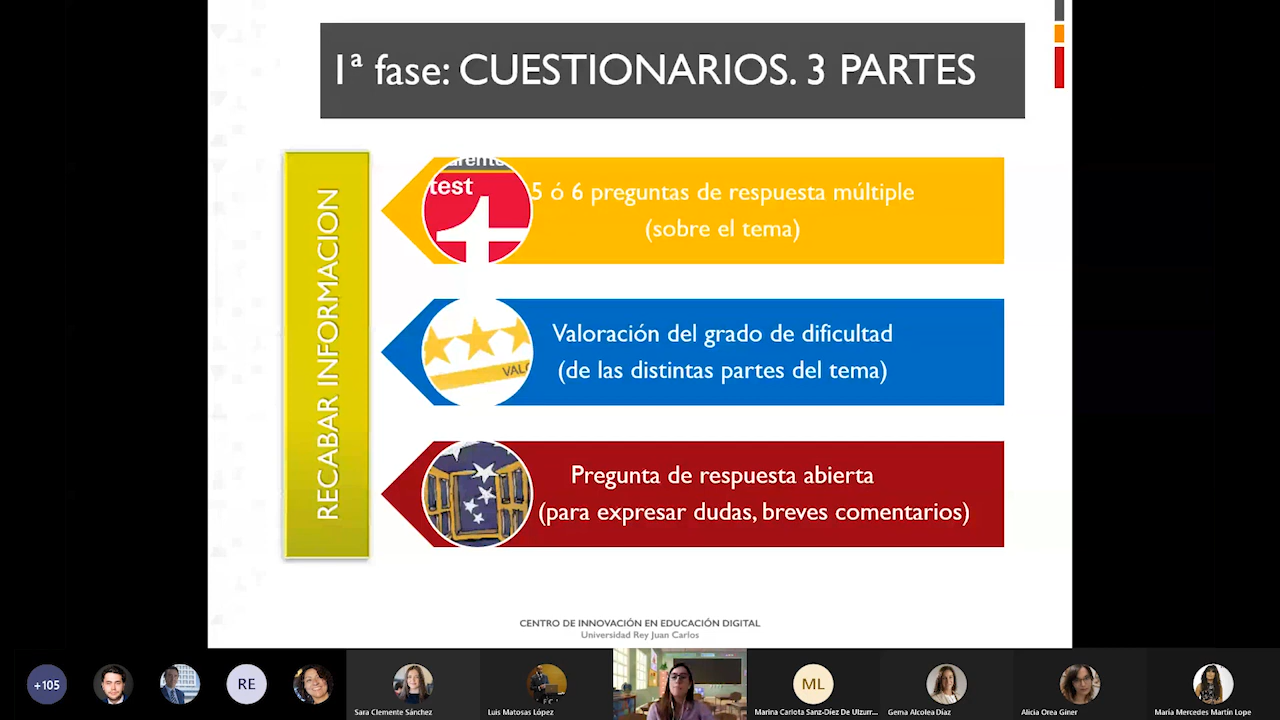 1ª fase: CUESTIONARIOS. 3 PARTES
RECABAR INFORMACION
test
5 ó 6 preguntas de respuesta múltiple
(sobre el tema)
Valoración del grado de dificultad
(de las distintas partes del tema)
Pregunta de respuesta abierta
(para expresar dudas, breves comentarios)
CENTRO DE INNOVACIÓN EN EDUCACIÓN DIGITAL
Universidad Rey Juan Carlos
+105
RE
Sara Clemente Sánchez
Luis Matosas López
ML
Marina Carlota Sanz-Díez De Ulzurr...
Gema Alcolea Díaz
Alicia Orea Giner
María Mercedes Martín Lope